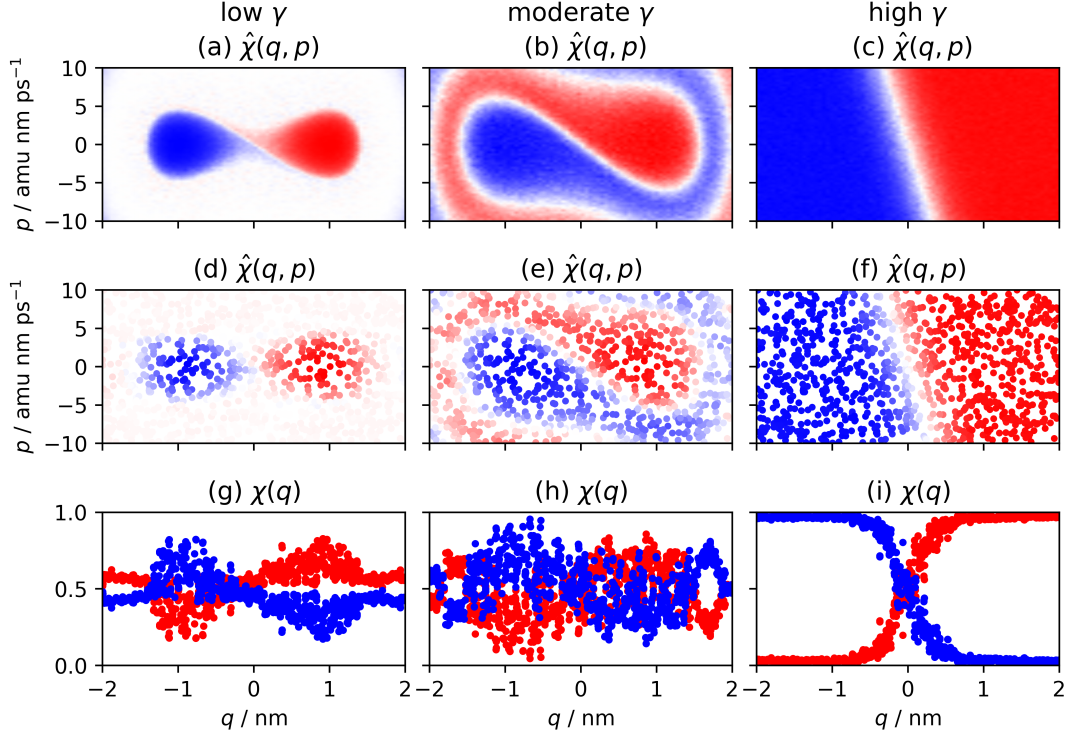 low γ moderate γ high γ
(a) χ̂(q, p) (b) χ̂(q, p) (c) χ̂(q, p)
10
5
0
−5
−10
p / amu nm ps⁻¹
(d) χ̂(q, p) (e) χ̂(q, p) (f) χ̂(q, p)
10
5
0
−5
−10
p / amu nm ps⁻¹
(g) χ(q) (h) χ(q) (i) χ(q)
1.0
0.5
0.0
−2 −1 0 1 2 −2 −1 0 1 2 −2 −1 0 1 2
q / nm q / nm q / nm